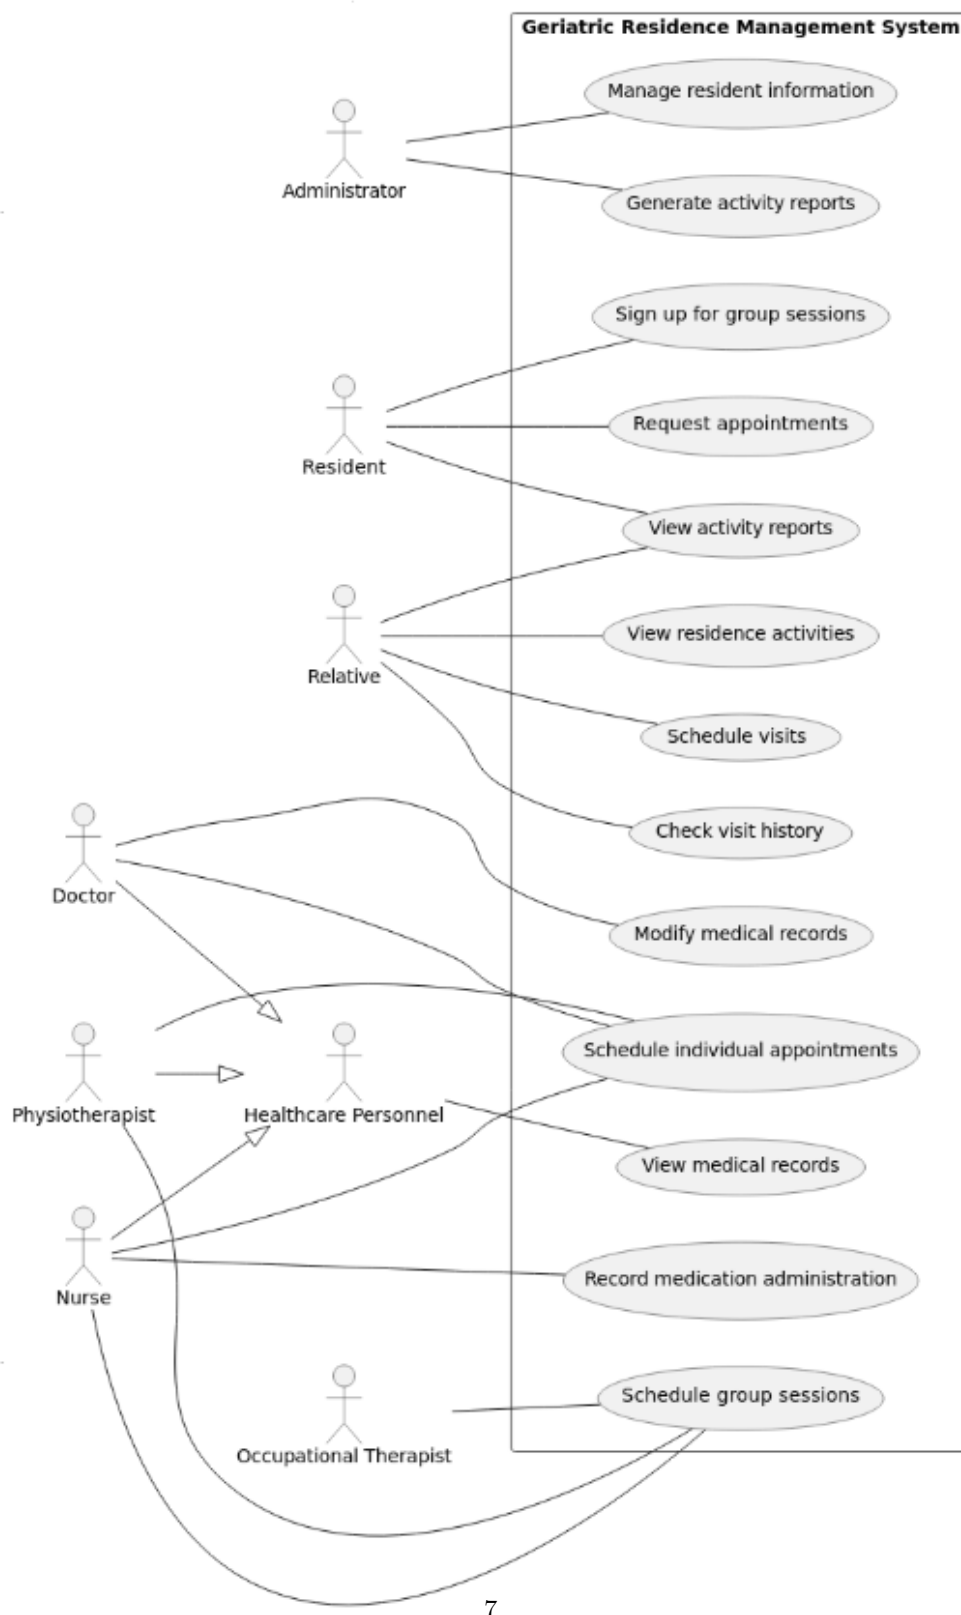 Geriatric Residence Management System
Manage resident information
Administrator
Generate activity reports
Sign up for group sessions
Request appointments
Resident
View activity reports
View residence activities
Relative
Schedule visits
Check visit history
Doctor
Modify medical records
Schedule individual appointments
Physiotherapist
Healthcare Personnel
View medical records
Record medication administration
Nurse
Schedule group sessions
Occupational Therapist
7